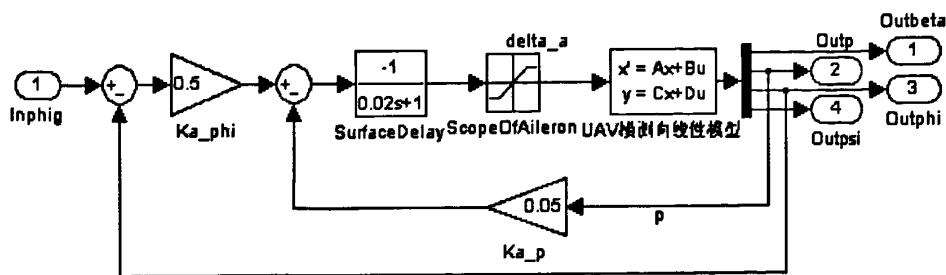 Outbeta
1
delta_a
Outp
1
Inphig
+
-
0.5
Ka_phi
+
-
-1
0.02s+1
SurfaceDelay
ScopeOfAileron
x' = Ax+Bu
y = Cx+Du
UAV横侧向线性模型
2
3
Outphi
4
Outpsi
0.05
p
Ka_p